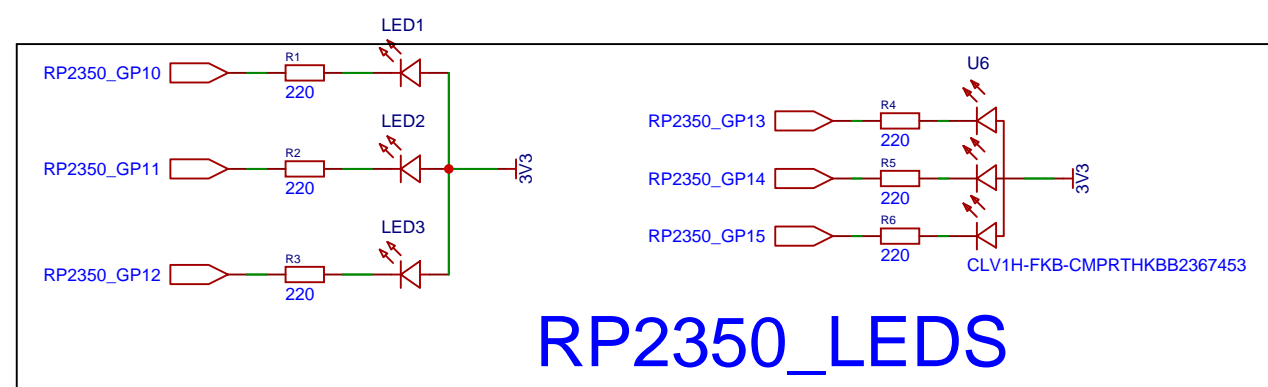 LED1
RP2350_GP10
R1
220
LED2
RP2350_GP11
R2
220
3V3
LED3
RP2350_GP12
R3
220
U6
RP2350_GP13
R4
220
RP2350_GP14
R5
220
3V3
RP2350_GP15
R6
220
CLV1H-FKB-CMPRTHKBB2367453
RP2350_LEDS